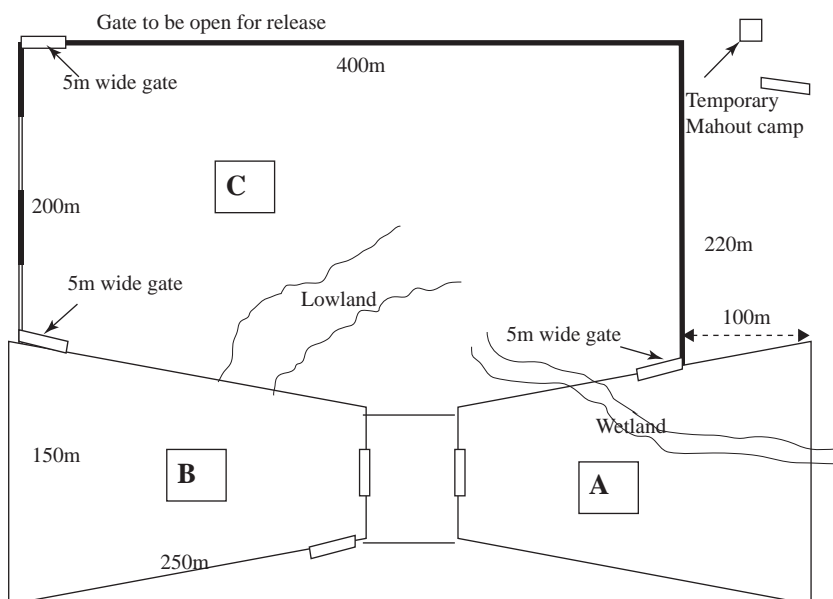 Gate to be open for release
5m wide gate
400m
Temporary
Mahout camp
C
200m
220m
5m wide gate
Lowland
100m
5m wide gate
Wetland
150m
B
A
250m